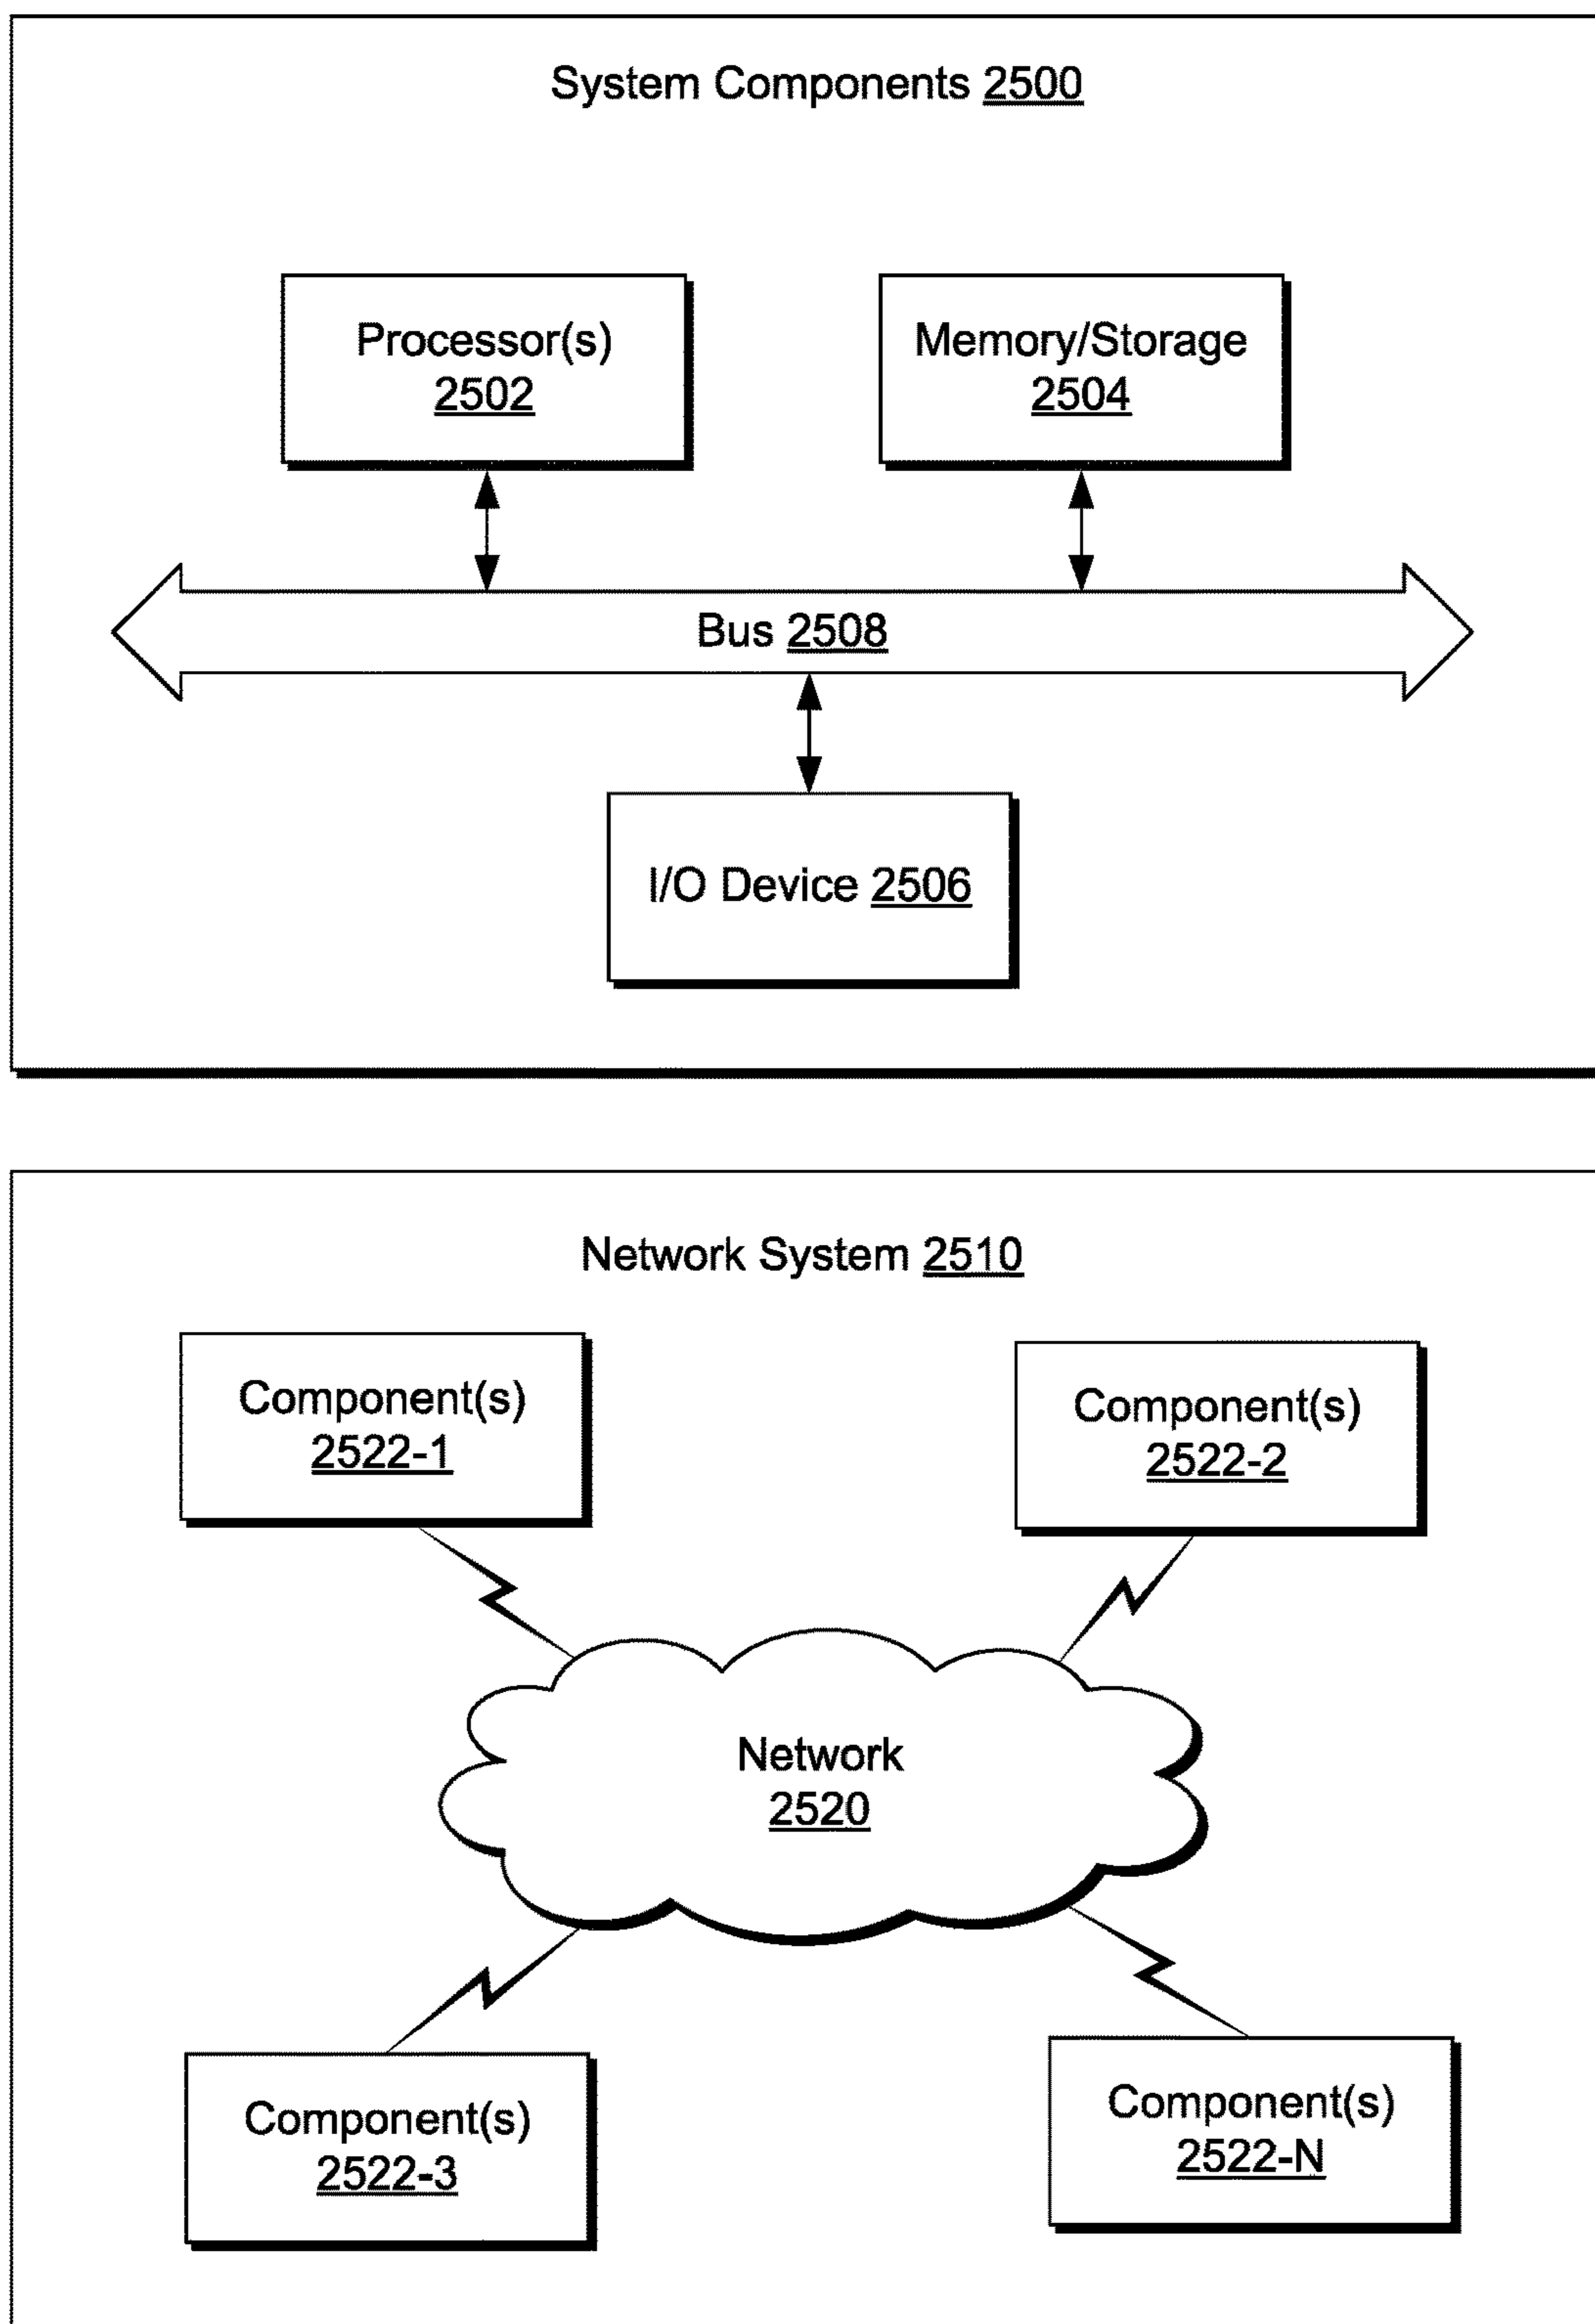 System Components 2500
Processor(s)
2502
Memory/Storage
2504
Bus 2508
I/O Device 2506
Network System 2510
Component(s)
2522-1
Component(s)
2522-2
Network
2520
Component(s)
2522-3
Component(s)
2522-N